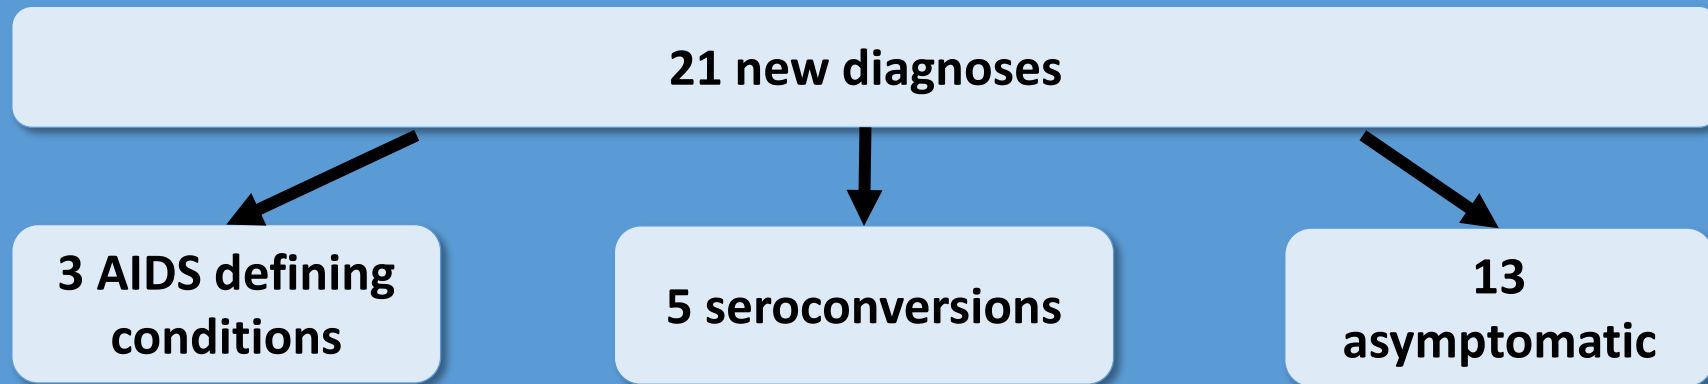 21 new diagnoses
3 AIDS defining
conditions
5 seroconversions
13
asymptomatic